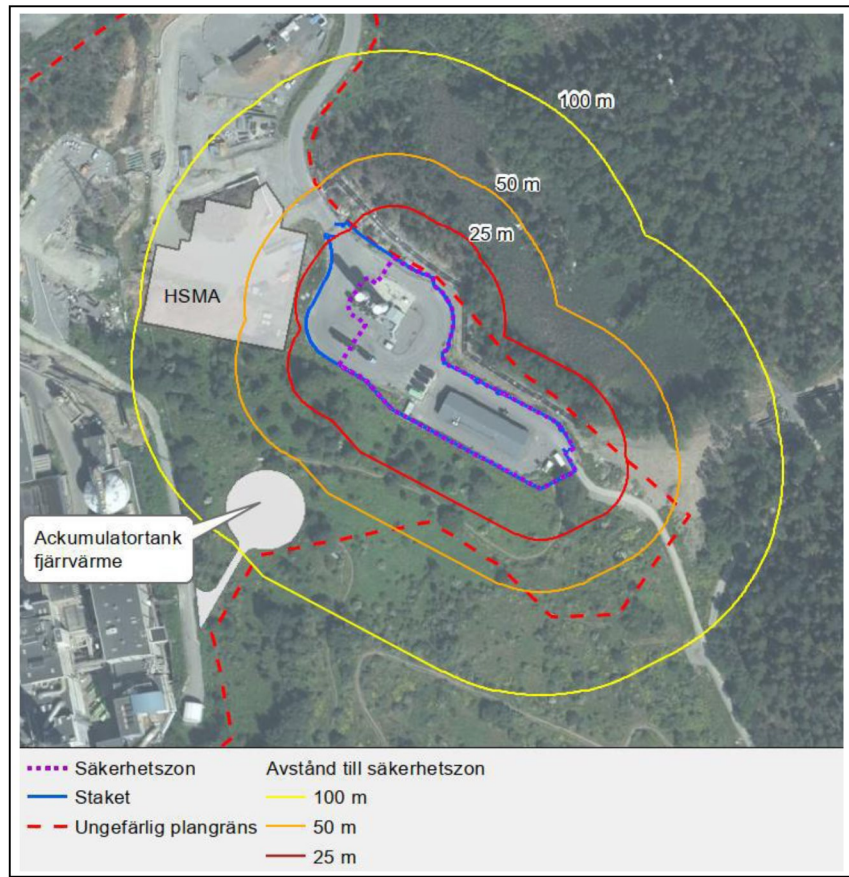 100 m
50 m
25 m
HSMA
Ackumulatortank
fjärrvärme
Säkerhetszon
Staket
Ungefärlig plangräns
Avstånd till säkerhetszon
100 m
50 m
25 m